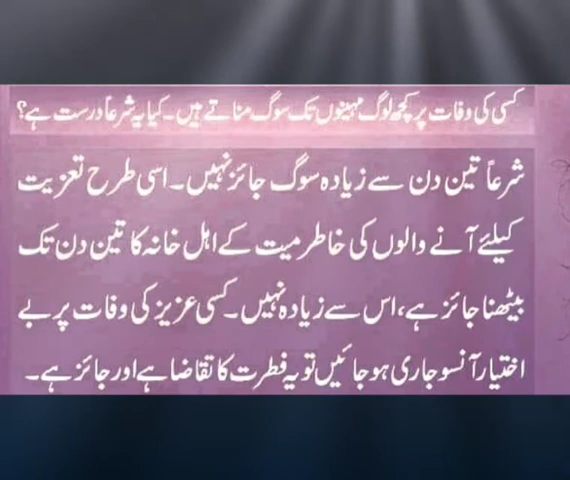 کسی کی وفات پر کچھ لوگ مہینوں تک سوگ مناتے ہیں۔ کیا یہ شرعاً درست ہے؟
شرعاً تین دن سے زیادہ سوگ جائز نہیں۔ اسی طرح تعزیت
کیلئے آنے والوں کی خاطر میت کے اہل خانہ کا تین دن تک
بیٹھنا جائز ہے، اس سے زیادہ نہیں۔ کسی عزیز کی وفات پر بے
اختیار آنسو جاری ہو جائیں تو یہ فطرت کا تقاضا ہے اور جائز ہے۔